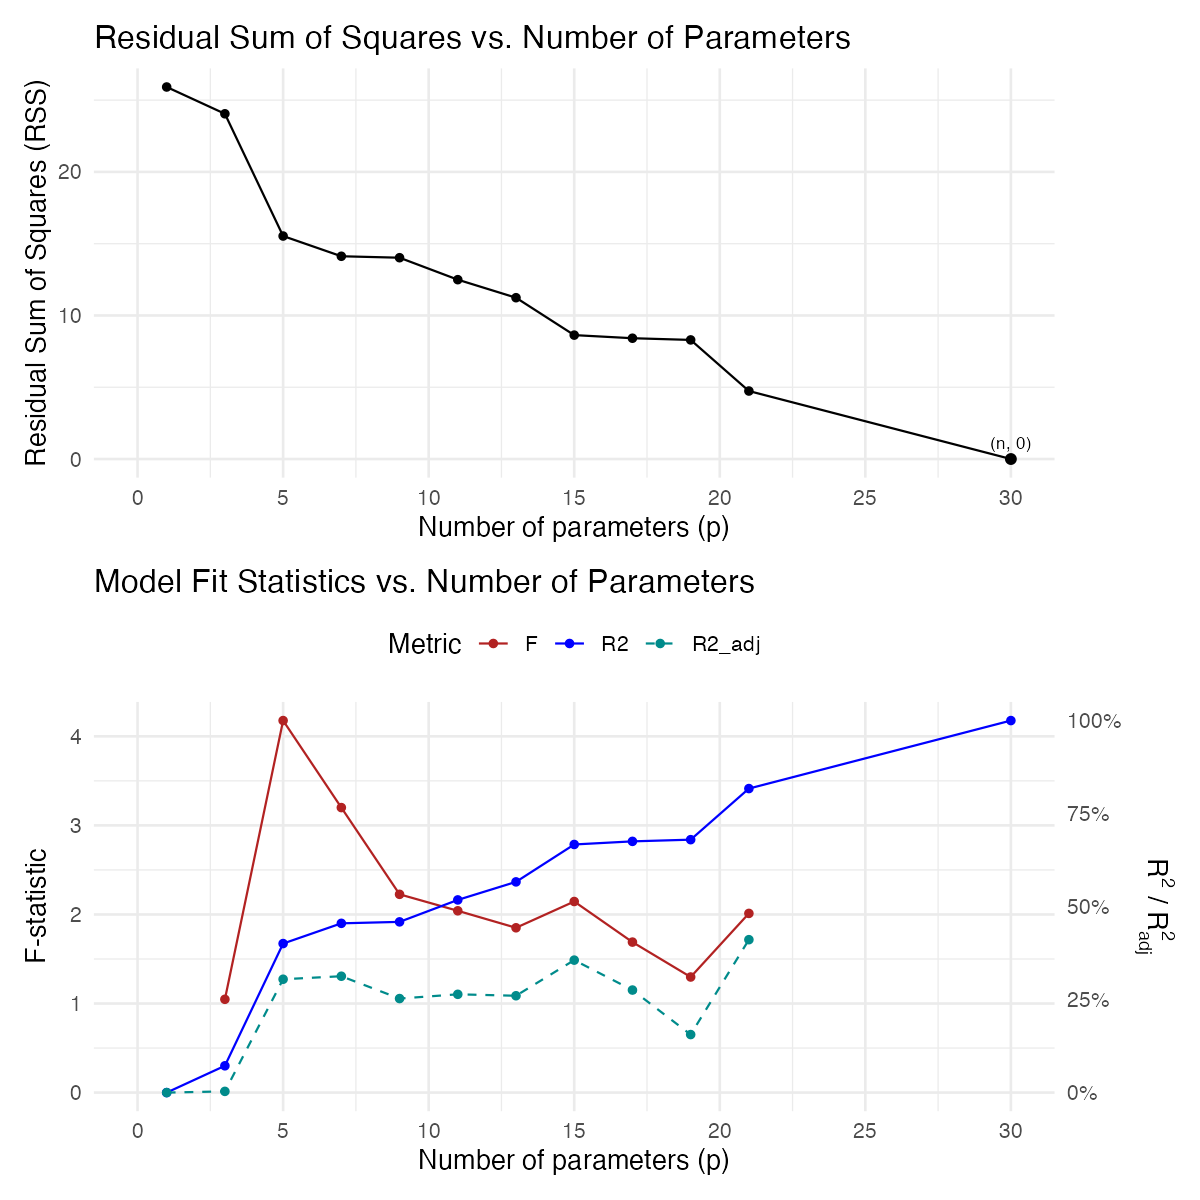 Residual Sum of Squares vs. Number of Parameters
Residual Sum of Squares (RSS)
20
10
0
(n, 0)
0 5 10 15 20 25 30
Number of parameters (p)
Model Fit Statistics vs. Number of Parameters
Metric F R2 R2_adj
F-statistic
4
3
2
1
0
100%
75%
50%
25%
0%
R² / R²adj
0 5 10 15 20 25 30
Number of parameters (p)